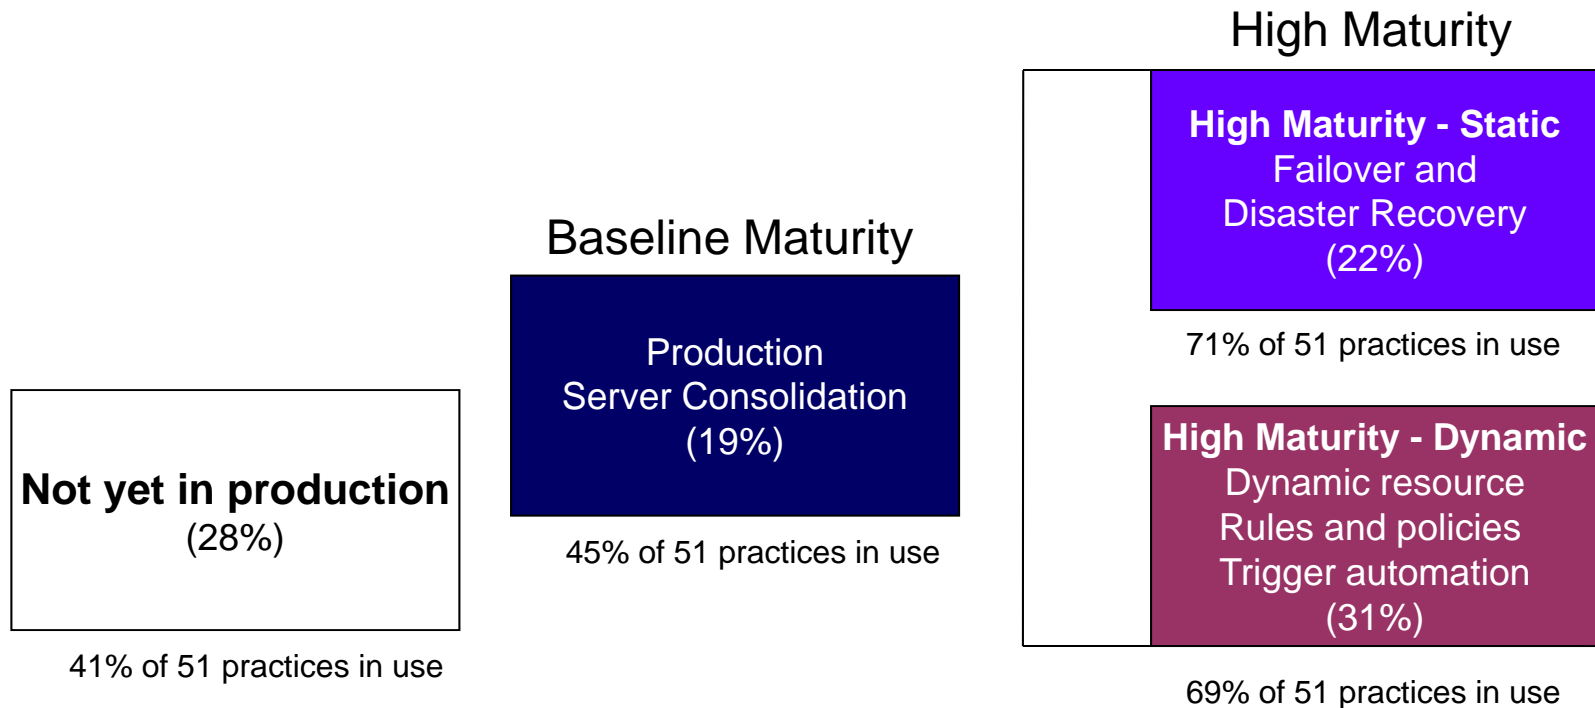 High Maturity
High Maturity - Static
Failover and
Disaster Recovery
(22%)
71% of 51 practices in use
Baseline Maturity
Production
Server Consolidation
(19%)
45% of 51 practices in use
Not yet in production
(28%)
41% of 51 practices in use
High Maturity - Dynamic
Dynamic resource
Rules and policies
Trigger automation
(31%)
69% of 51 practices in use